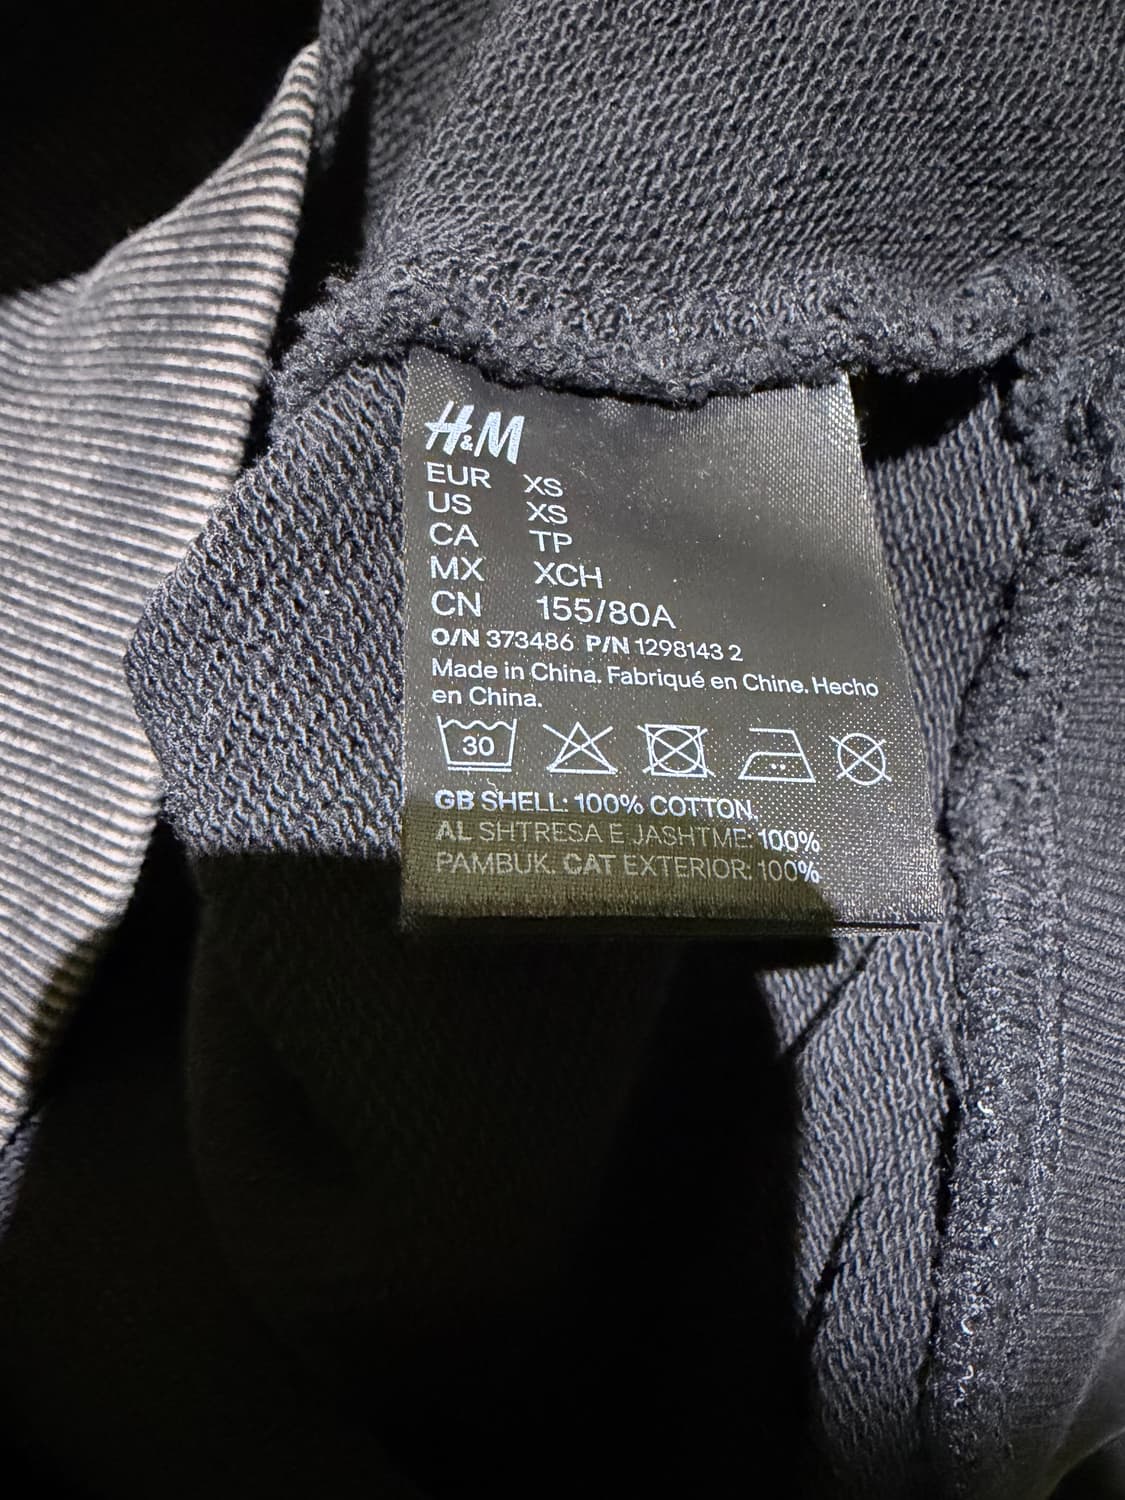 H&M
EUR XS
US XS
CA TP
MX XCH
CN 155/80A
O/N 373486 P/N 1298143 2
Made in China. Fabriqué en Chine. Hecho
en China.
30
GB SHELL: 100% COTTON.
AL SHTRESA E JASHTME: 100%
PAMBUK. CAT EXTERIOR: 100%